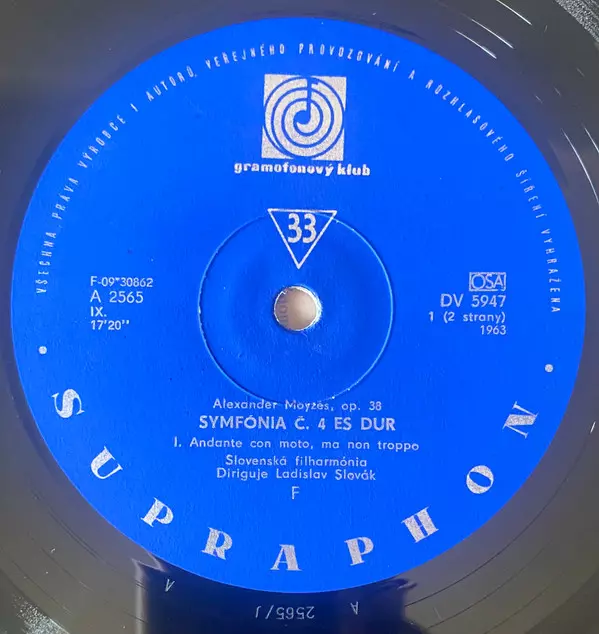 VŠECHNA PRÁVA VÝROBCE I AUTORŮ, VEŘEJNÉHO PROVOZOVÁNÍ A ROZHLASOVÉHO ŠÍŘENÍ VYHRAŽENA
gramofonový klub
33
F-09*30862
A 2565
IX.
17'20''
OSA
DV 5947
1 (2 strany)
1963
Alexander Moyzes, op. 38
SYMFÓNIA Č. 4 ES DUR
I. Andante con moto, ma non troppo
Slovenská filharmónia
Diriguje Ladislav Slovák
F
SUPRAPHON
A 2565/J